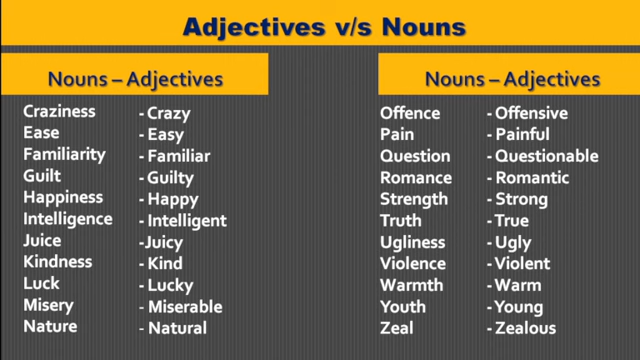 Adjectives v/s Nouns
Nouns – Adjectives
Craziness - Crazy
Ease - Easy
Familiarity - Familiar
Guilt - Guilty
Happiness - Happy
Intelligence - Intelligent
Juice -Juicy
Kindness - Kind
Luck - Lucky
Misery - Miserable
Nature - Natural
Nouns – Adjectives
Offence - Offensive
Pain - Painful
Question - Questionable
Romance - Romantic
Strength - Strong
Truth - True
Ugliness - Ugly
Violence - Violent
Warmth - Warm
Youth - Young
Zeal - Zealous